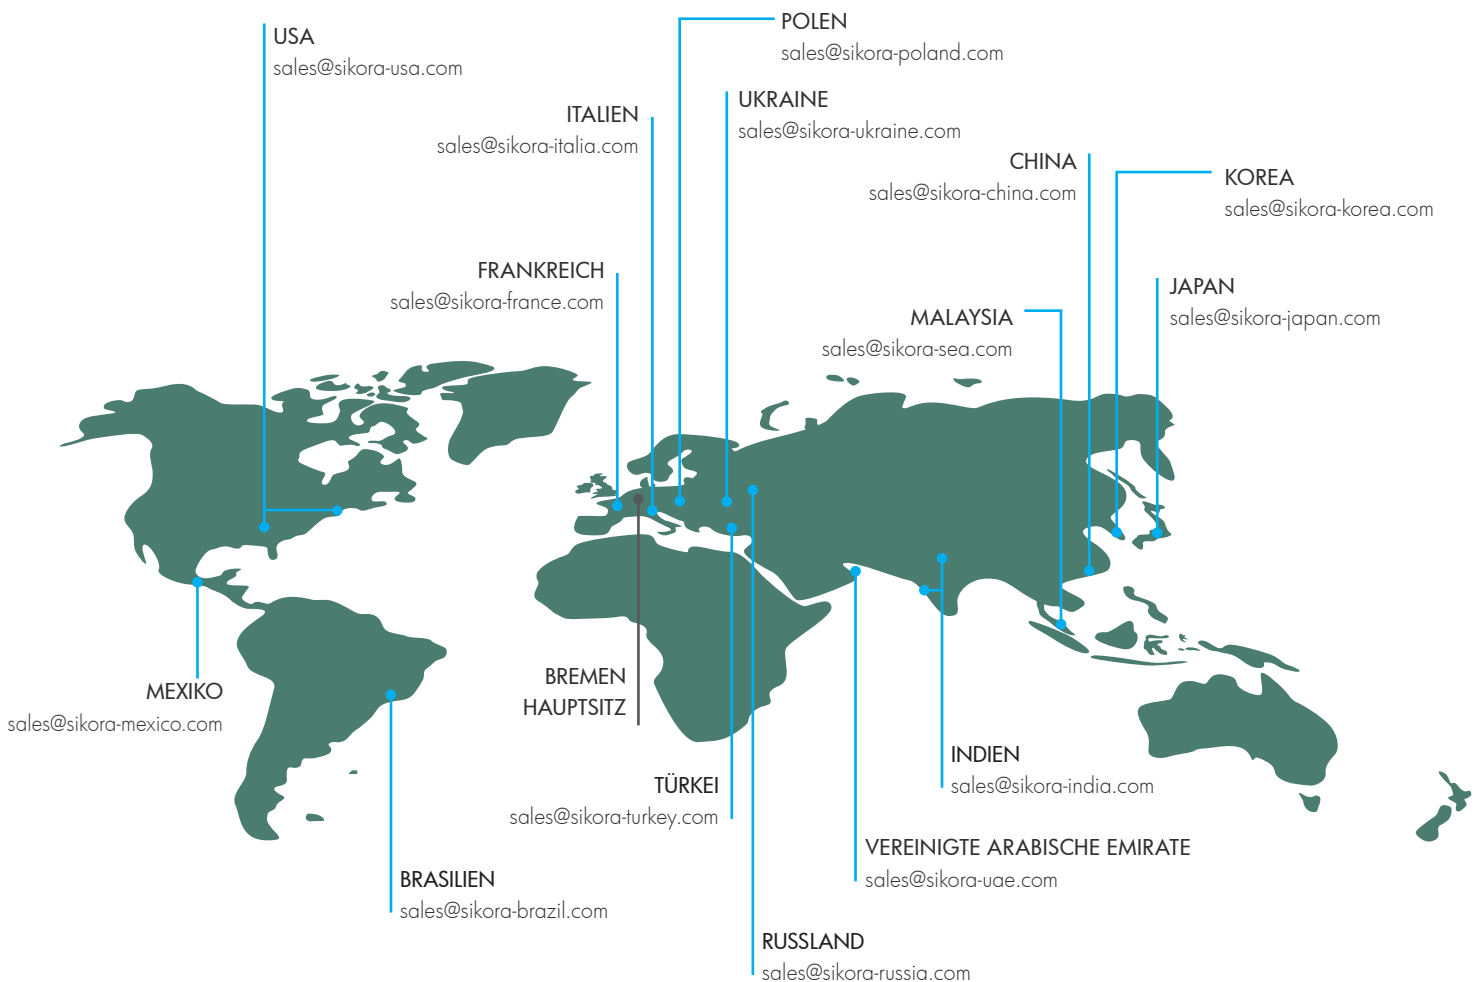 USA
sales@sikora-usa.com
POLEN
sales@sikora-poland.com
ITALIEN
sales@sikora-italia.com
UKRAINE
sales@sikora-ukraine.com
CHINA
sales@sikora-china.com
KOREA
sales@sikora-korea.com
FRANKREICH
sales@sikora-france.com
MALAYSIA
sales@sikora-sea.com
JAPAN
sales@sikora-japan.com
MEXIKO
sales@sikora-mexico.com
BREMEN
HAUPTSITZ
TÜRKEI
sales@sikora-turkey.com
INDIEN
sales@sikora-india.com
VEREINIGTE ARABISCHE EMIRATE
sales@sikora-uae.com
BRASILIEN
sales@sikora-brazil.com
RUSSLAND
sales@sikora-russia.com